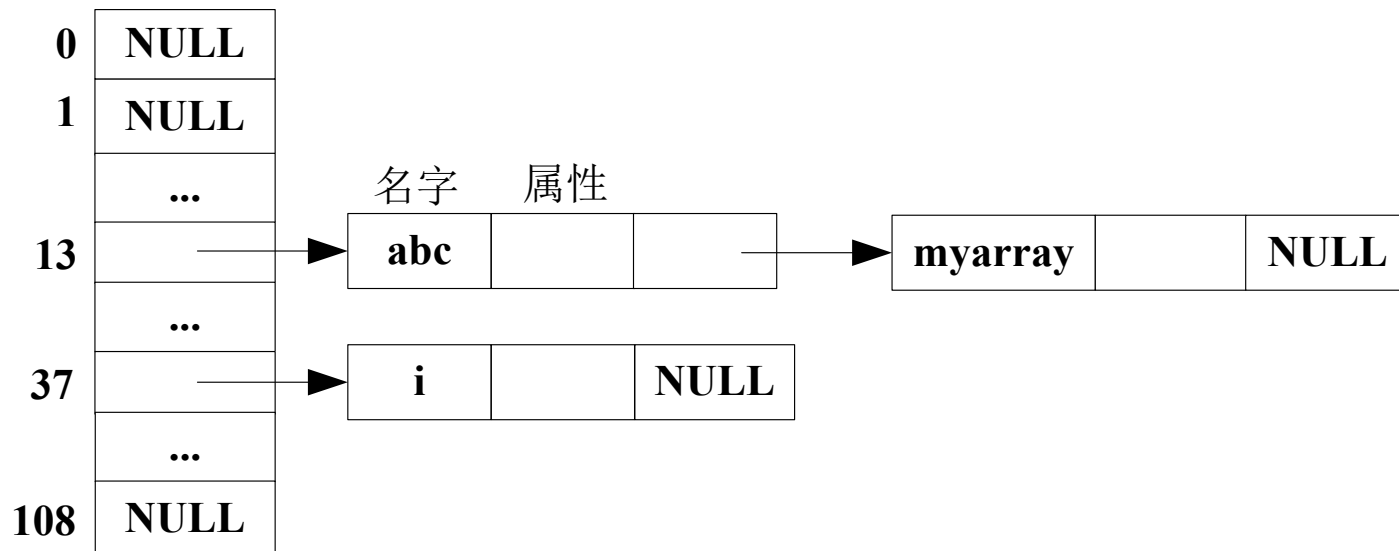 0 NULL
1 NULL
...
名字 属性
13 abc myarray NULL
...
37 i NULL
...
108 NULL